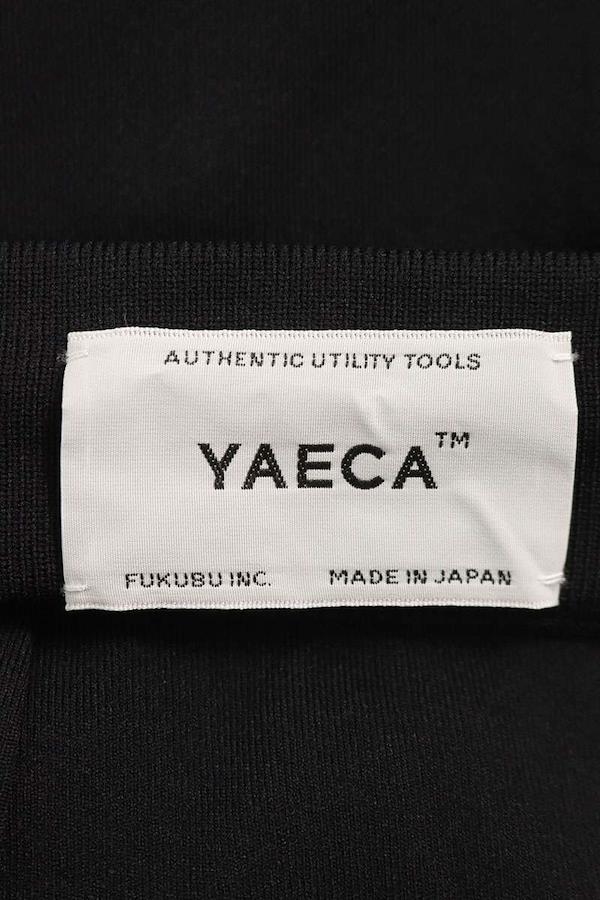 AUTHENTIC UTILITY TOOLS
YAECA™
FUKUBU INC. MADE IN JAPAN